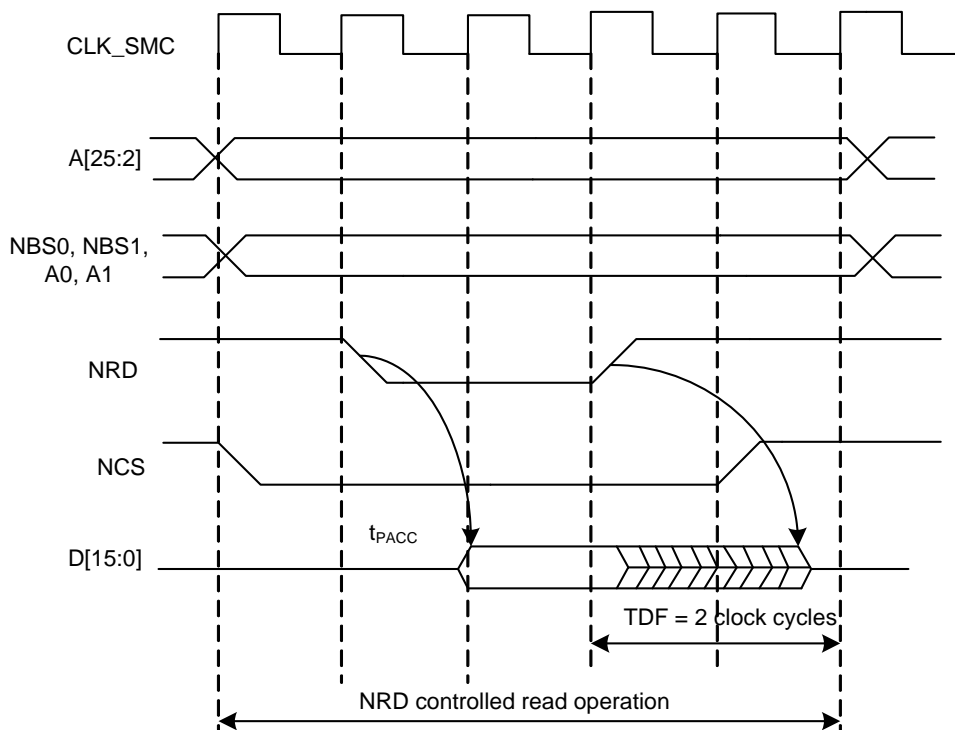 CLK_SMC
A[25:2]
NBS0, NBS1,
A0, A1
NRD
NCS
tPACC
D[15:0]
TDF = 2 clock cycles
NRD controlled read operation